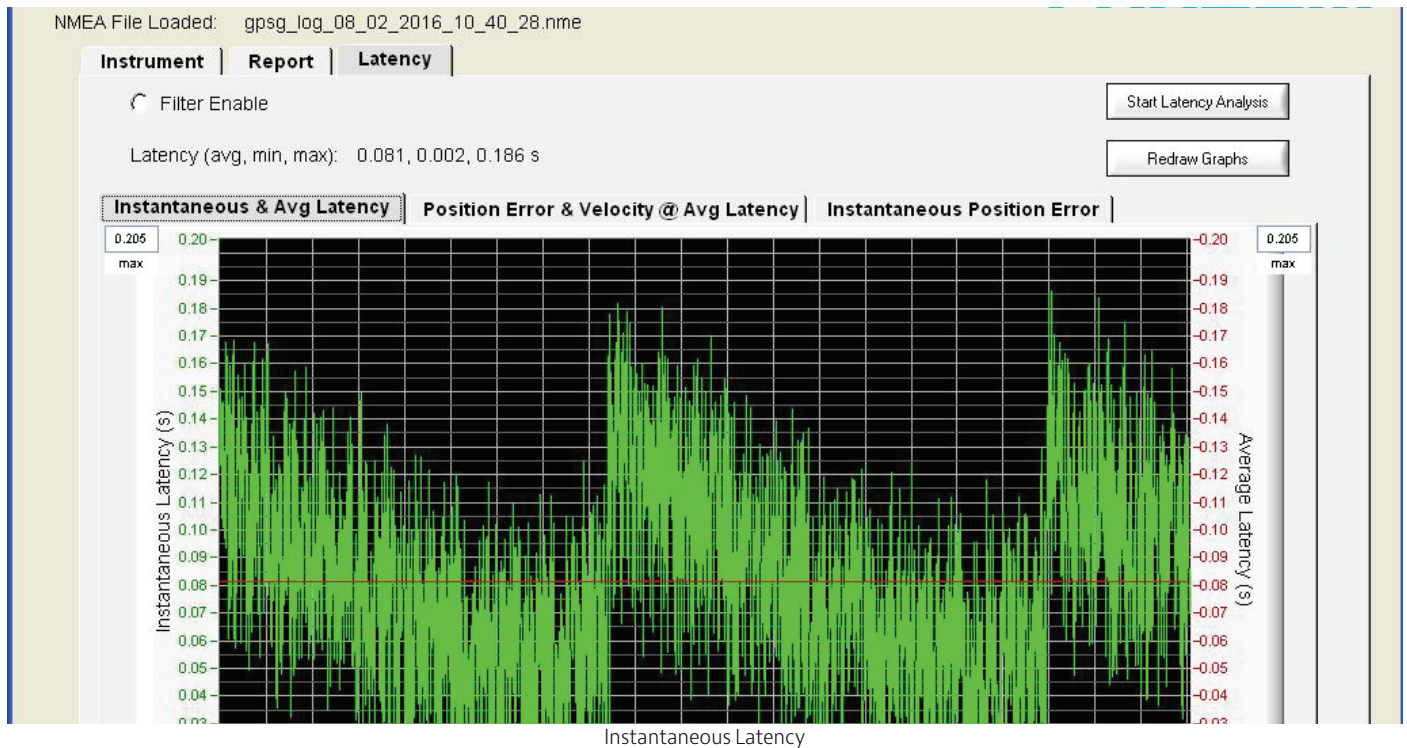 NMEA File Loaded: gpsg_log_08_02_2016_10_40_28.nme
Instrument Report Latency
Filter Enable Start Latency Analysis
Latency (avg, min, max): 0.081, 0.002, 0.186 s
Redraw Graphs
Instantaneous & Avg Latency Position Error & Velocity @ Avg Latency Instantaneous Position Error
0.205 0.20 -0.20 0.205
max max
0.19 -0.19
0.18 -0.18
0.17 -0.17
0.16 -0.16
0.15 -0.15
0.14 -0.14
0.13 -0.13
0.12 -0.12
0.11 -0.11
0.10 -0.10
0.09 -0.09
0.08 -0.08
0.07 -0.07
0.06 -0.06
0.05 -0.05
0.04 -0.04
0.03 -0.03
Instantaneous Latency (s)
Average Latency (s)
Instantaneous Latency